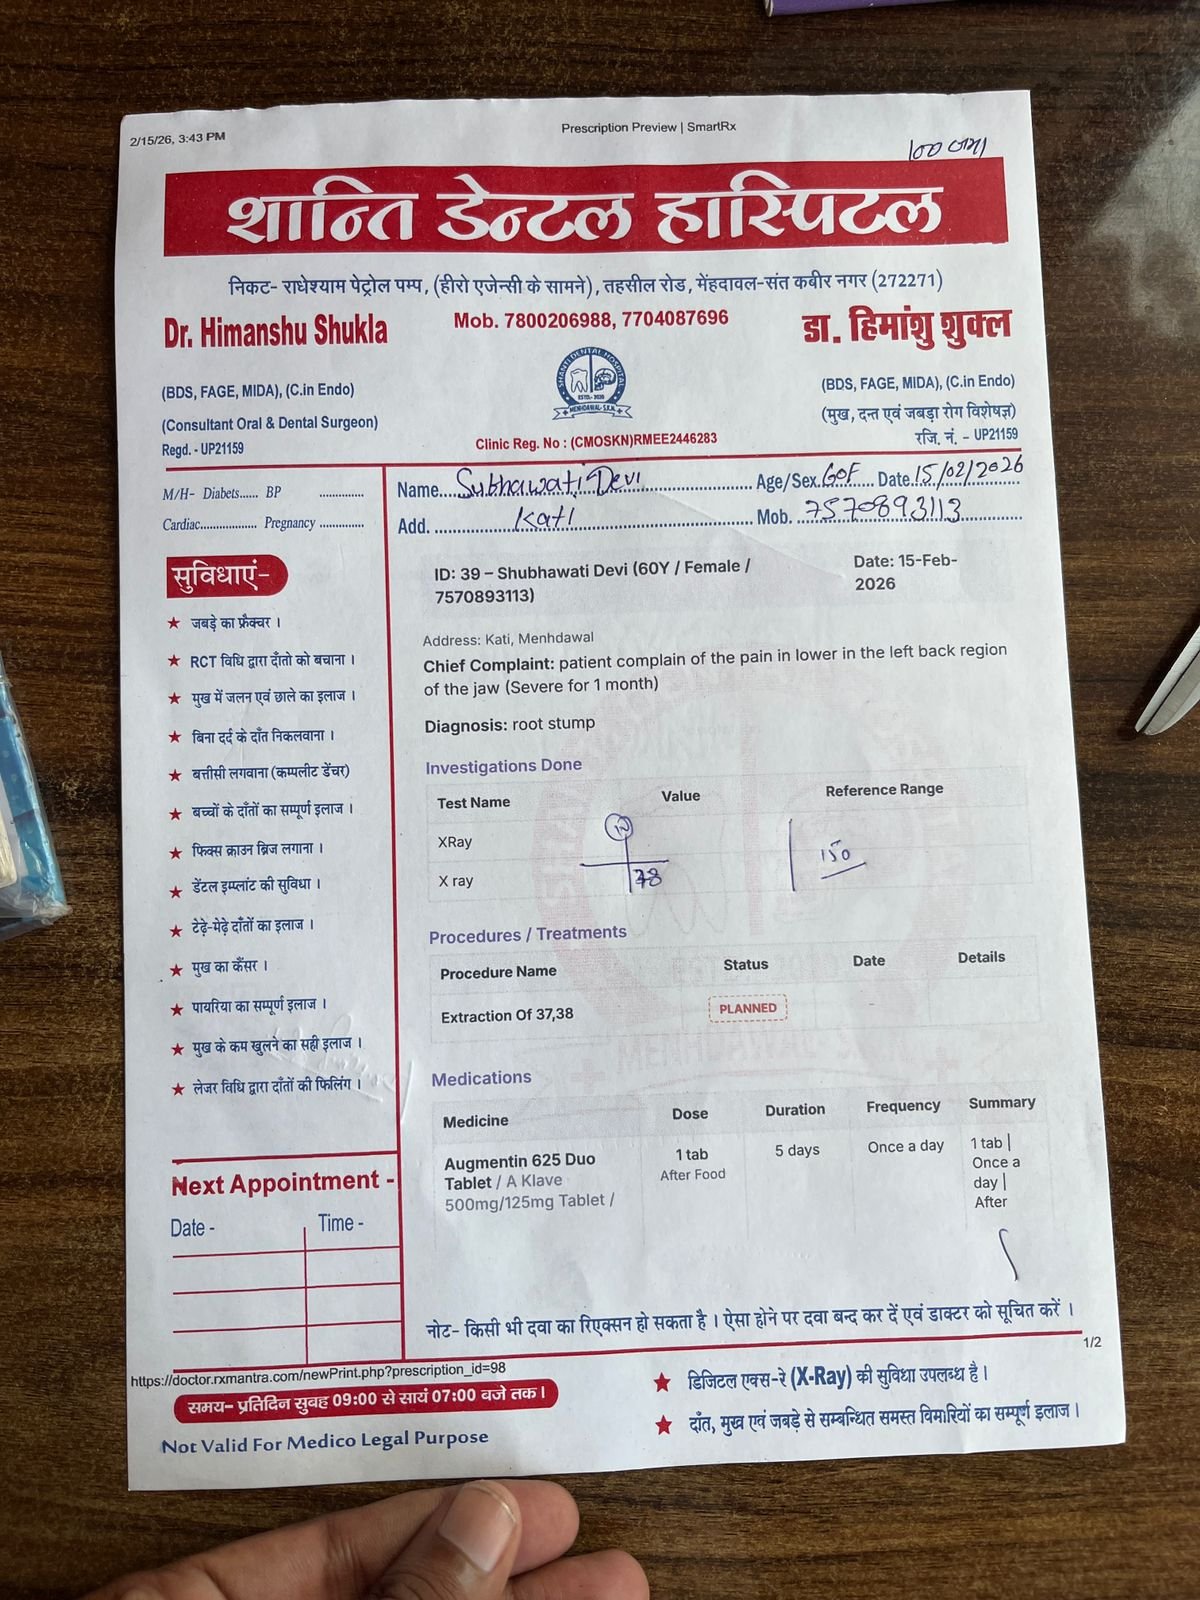 2/15/26, 3:43 PM
Prescription Preview | SmartRx
100 जमा
शान्ति डेन्टल हास्पिटल
निकट- राधेश्याम पेट्रोल पम्प, (हीरो एजेन्सी के सामने), तहसील रोड, मेंहदावल-संत कबीर नगर (272271)
Dr. Himanshu Shukla
Mob. 7800206988, 7704087696
डा. हिमांशु शुक्ल
(BDS, FAGE, MIDA), (C.in Endo)
(Consultant Oral & Dental Surgeon)
Regd. - UP21159
SHANTI DENTAL HOSPITAL
ESTD.- 2020
MENHDAWAL- S.K.N.
Clinic Reg. No : (CMOSKN)RMEE2446283
(BDS, FAGE, MIDA), (C.in Endo)
(मुख, दन्त एवं जबड़ा रोग विशेषज्ञ)
रजि. नं. - UP21159
M/H- Diabets...... BP ..............
Cardiac.................. Pregnancy ..............
Name....Subhawati Devi.... Age/Sex.60F.. Date.15/02/2026
Add. ....Kati.... Mob. 7570893113
सुविधाएं-
★ जबड़े का फ्रैक्चर ।
★ RCT विधि द्वारा दाँतो को बचाना ।
★ मुख में जलन एवं छाले का इलाज ।
★ बिना दर्द के दाँत निकलवाना ।
★ बत्तीसी लगवाना (कम्पलीट डेंचर)
★ बच्चों के दाँतों का सम्पूर्ण इलाज ।
★ फिक्स क्राउन ब्रिज लगाना ।
★ डेंटल इम्प्लांट की सुविधा ।
★ टेढ़े-मेढ़े दाँतों का इलाज ।
★ मुख का कैंसर ।
★ पायरिया का सम्पूर्ण इलाज ।
★ मुख के कम खुलने का सही इलाज ।
★ लेजर विधि द्वारा दाँतों की फिलिंग ।
Next Appointment -
Date - Time -
ID: 39 – Shubhawati Devi (60Y / Female /
7570893113)
Date: 15-Feb-
2026
Address: Kati, Menhdawal
Chief Complaint: patient complain of the pain in lower in the left back region
of the jaw (Severe for 1 month)
Diagnosis: root stump
Investigations Done
Test Name Value Reference Range
XRay
X ray 38 150
Procedures / Treatments
Procedure Name Status Date Details
Extraction Of 37,38 PLANNED
Medications
Medicine Dose Duration Frequency Summary
Augmentin 625 Duo
Tablet / A Klave
500mg/125mg Tablet /
1 tab
After Food
5 days
Once a day
1 tab |
Once a
day |
After
नोट- किसी भी दवा का रिएक्सन हो सकता है । ऐसा होने पर दवा बन्द कर दें एवं डाक्टर को सूचित करें ।
1/2
https://doctor.rxmantra.com/newPrint.php?prescription_id=98
समय- प्रतिदिन सुबह 09:00 से सायं 07:00 बजे तक ।
Not Valid For Medico Legal Purpose
★ डिजिटल एक्स-रे (X-Ray) की सुविधा उपलब्ध है ।
★ दाँत, मुख एवं जबड़े से सम्बन्धित समस्त विमारियों का सम्पूर्ण इलाज ।